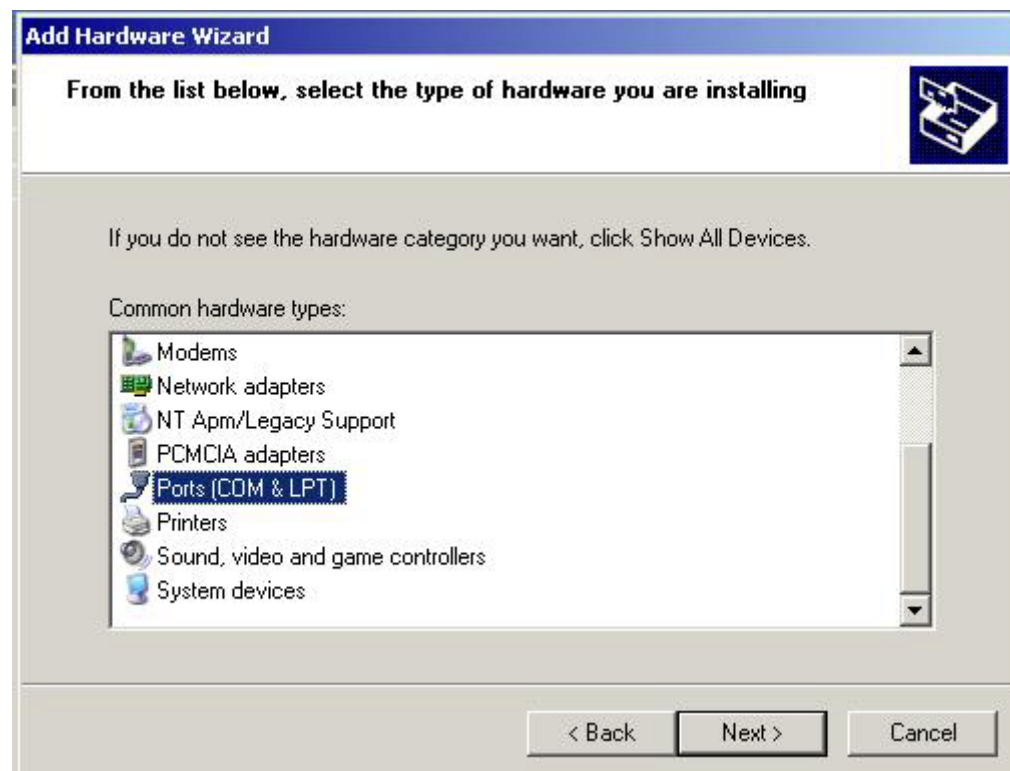 Add Hardware Wizard
From the list below, select the type of hardware you are installing
If you do not see the hardware category you want, click Show All Devices.
Common hardware types:
Modems
Network adapters
NT Apm/Legacy Support
PCMCIA adapters
Ports (COM & LPT)
Printers
Sound, video and game controllers
System devices
< Back Next > Cancel